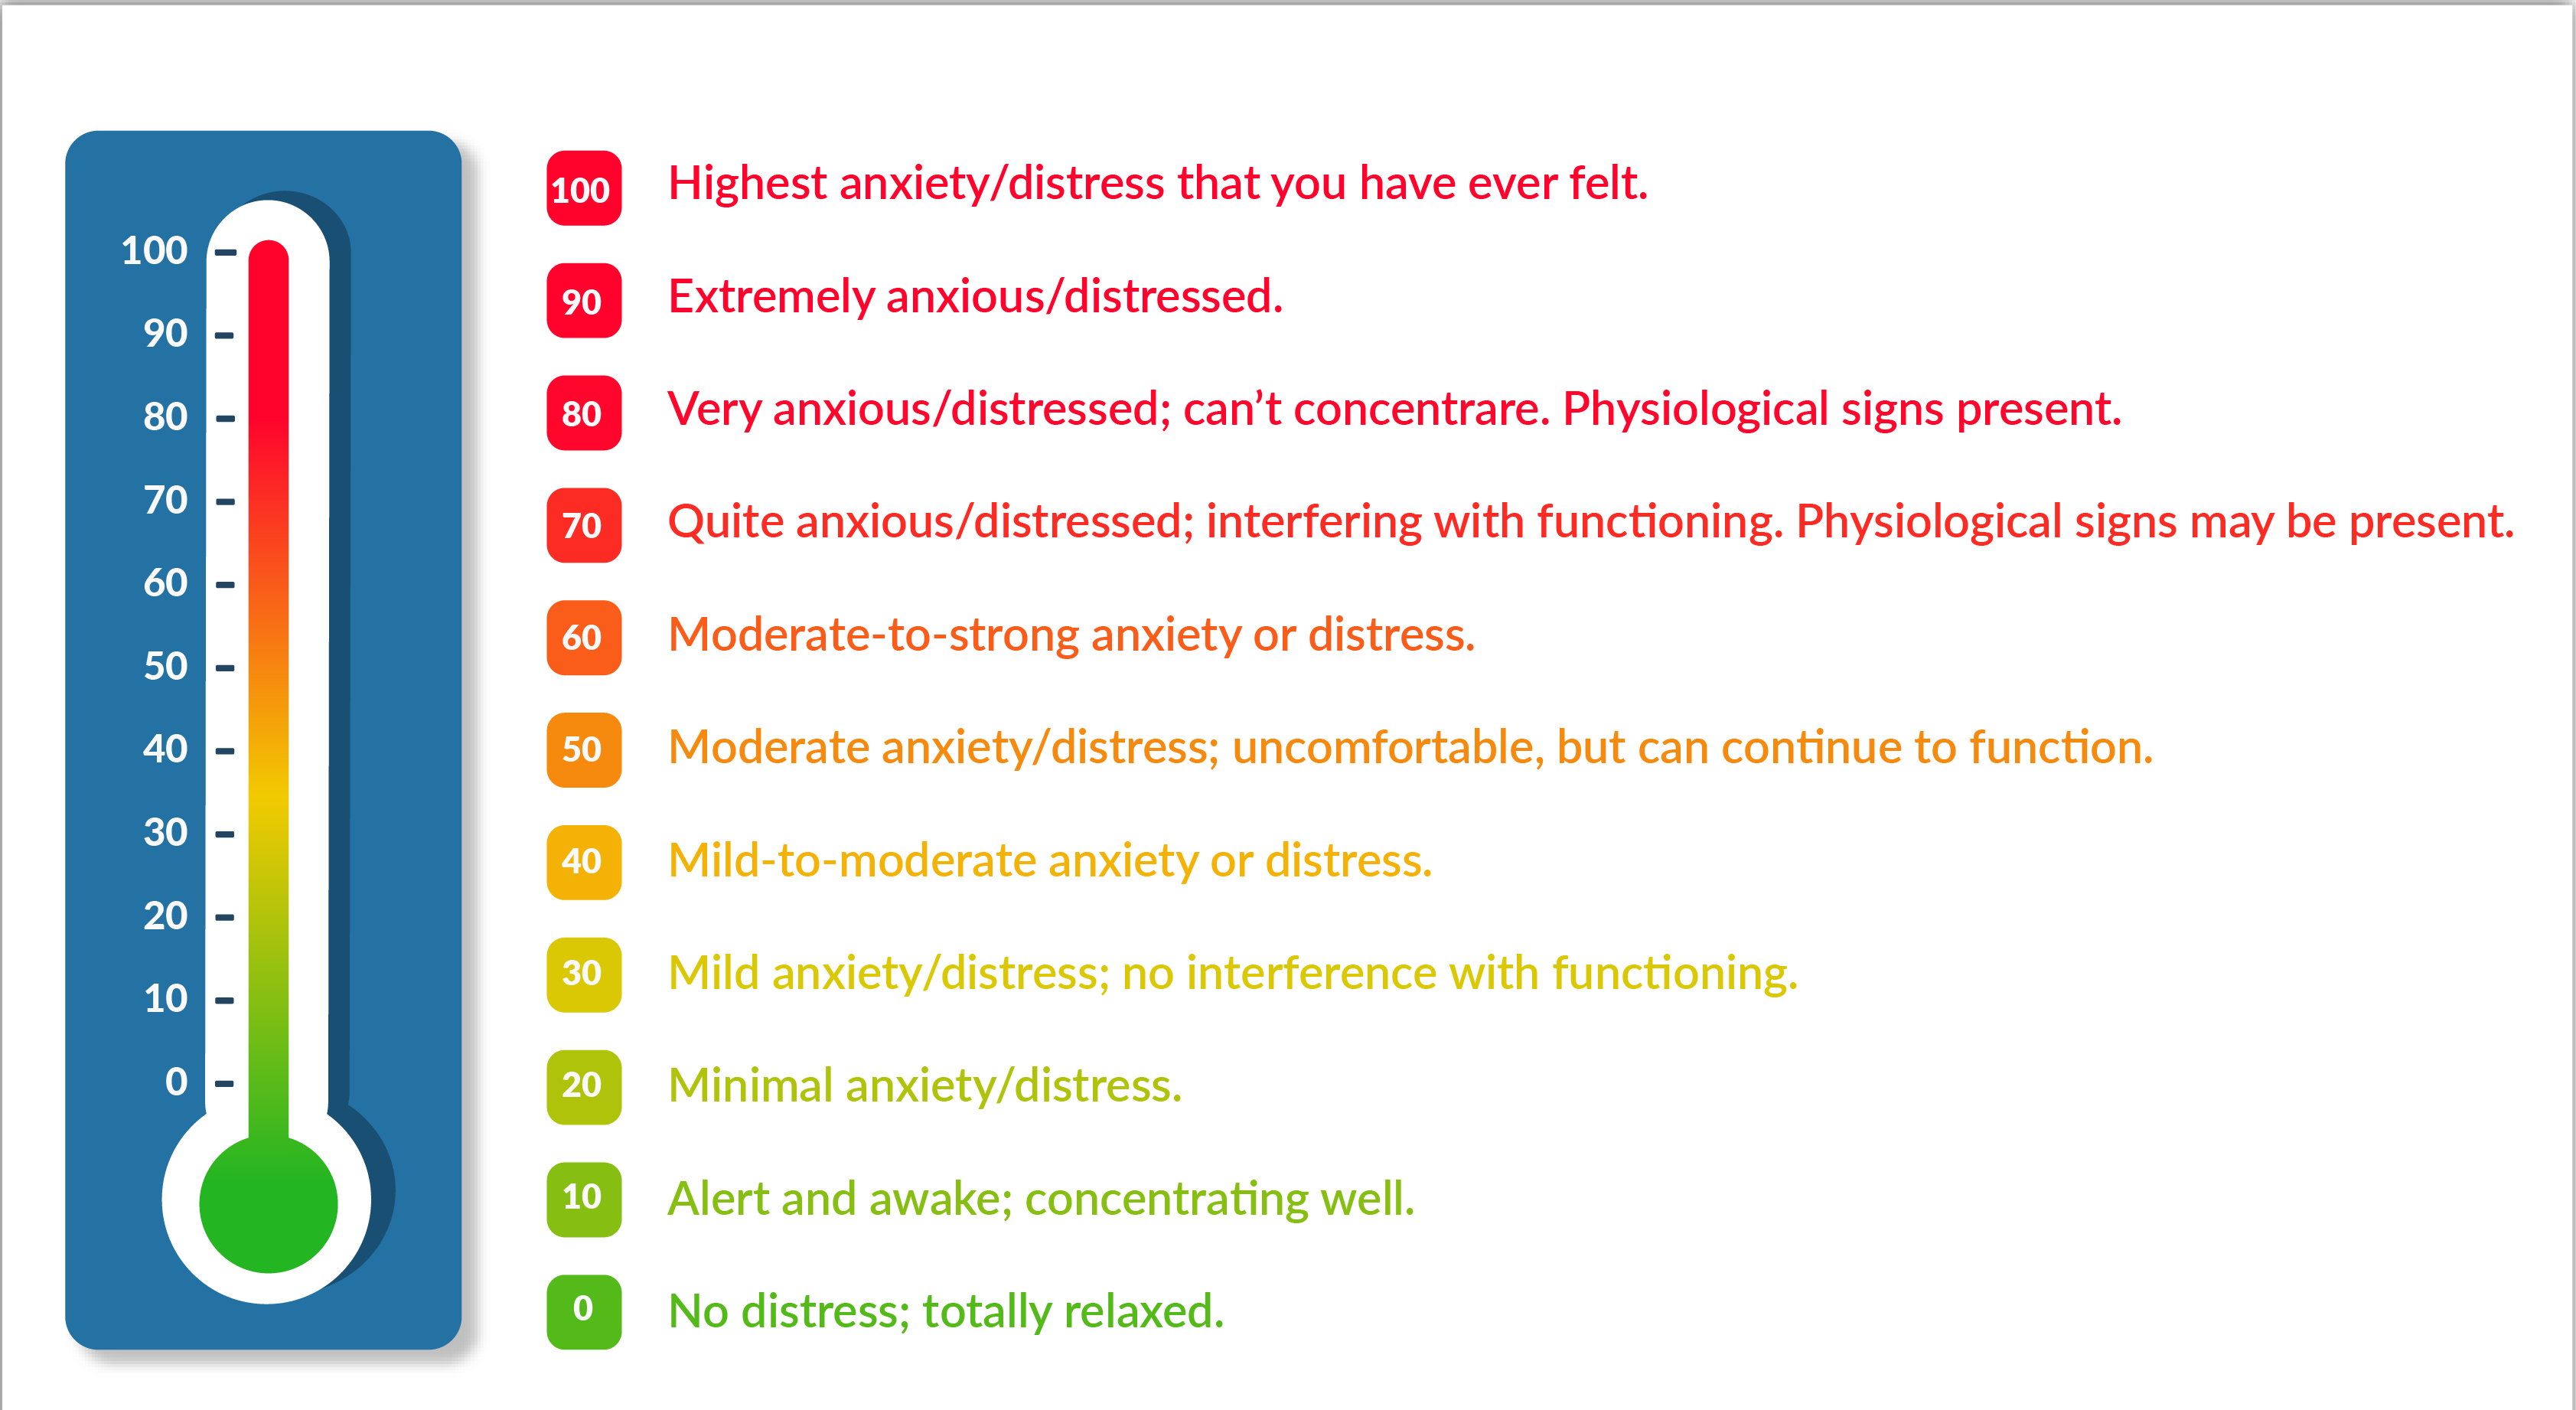 100
90
80
70
60
50
40
30
20
10
0
100 Highest anxiety/distress that you have ever felt.
90 Extremely anxious/distressed.
80 Very anxious/distressed; can’t concentrare. Physiological signs present.
70 Quite anxious/distressed; interfering with functioning. Physiological signs may be present.
60 Moderate-to-strong anxiety or distress.
50 Moderate anxiety/distress; uncomfortable, but can continue to function.
40 Mild-to-moderate anxiety or distress.
30 Mild anxiety/distress; no interference with functioning.
20 Minimal anxiety/distress.
10 Alert and awake; concentrating well.
0 No distress; totally relaxed.